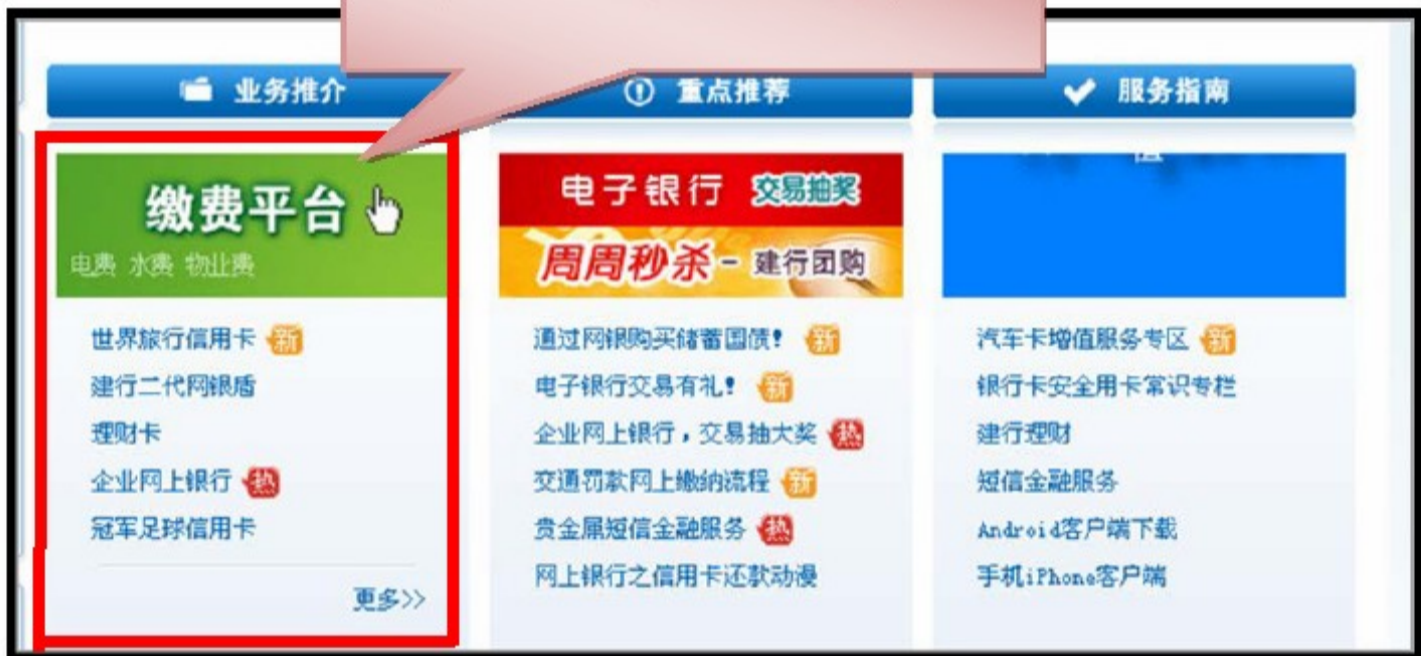 业务推介
重点推荐
服务指南
缴费平台
电费 水费 物业费
世界旅行信用卡 新
建行二代网银盾
理财卡
企业网上银行 热
冠军足球信用卡
更多>>
电子银行 交易抽奖
周周秒杀-建行团购
通过网银购买储蓄国债! 新
电子银行交易有礼! 新
企业网上银行，交易抽大奖 热
交通罚款网上缴纳流程 新
贵金属短信金融服务 热
网上银行之信用卡还款动漫
值
汽车卡增值服务专区 新
银行卡安全用卡常识专栏
建行理财
短信金融服务
Android客户端下载
手机iPhone客户端